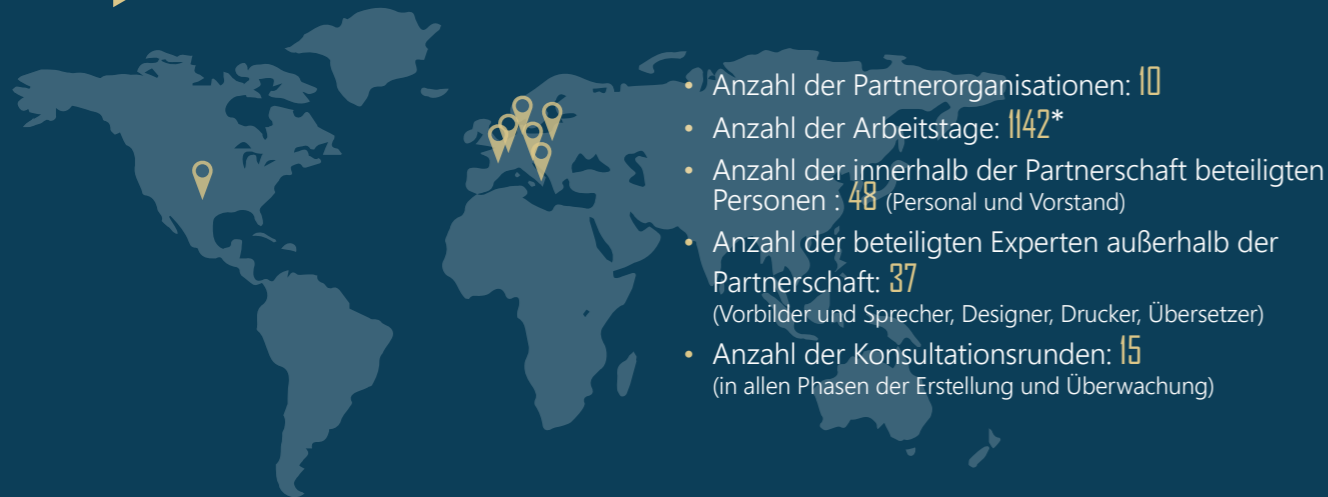 • Anzahl der Partnerorganisationen: 10
• Anzahl der Arbeitstage: 1142*
• Anzahl der innerhalb der Partnerschaft beteiligten
Personen : 48 (Personal und Vorstand)
• Anzahl der beteiligten Experten außerhalb der
Partnerschaft: 37
(Vorbilder und Sprecher, Designer, Drucker, Übersetzer)
• Anzahl der Konsultationsrunden: 15
(in allen Phasen der Erstellung und Überwachung)